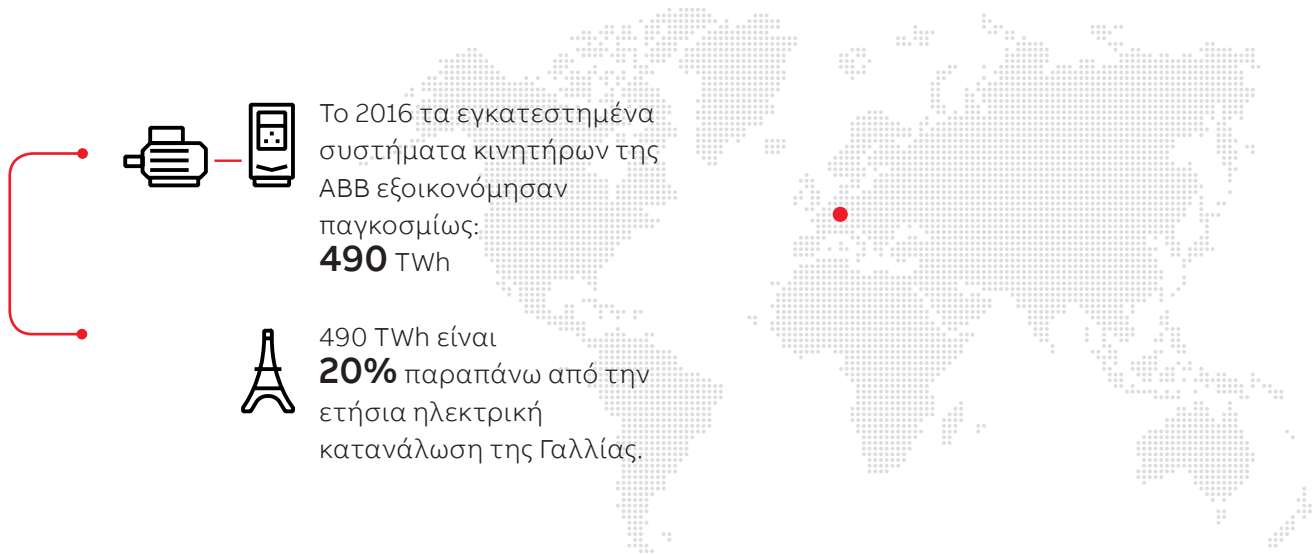 Το 2016 τα εγκατεστημένα
συστήματα κινητήρων της
ABB εξοικονόμησαν
παγκοσμίως:
490 TWh
490 TWh είναι
20% παραπάνω από την
ετήσια ηλεκτρική
κατανάλωση της Γαλλίας.